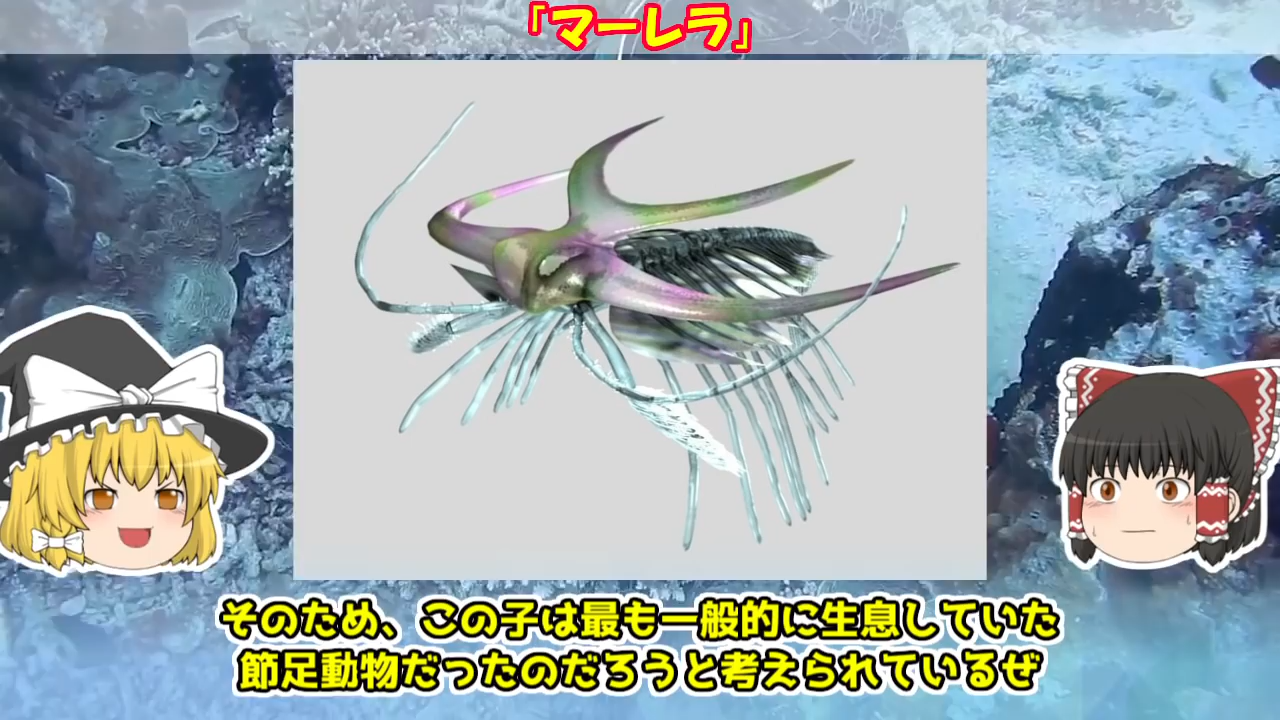 「マーレラ」
そのため、この子は最も一般的に生息していた
節足動物だったのだろうと考えられているぜ